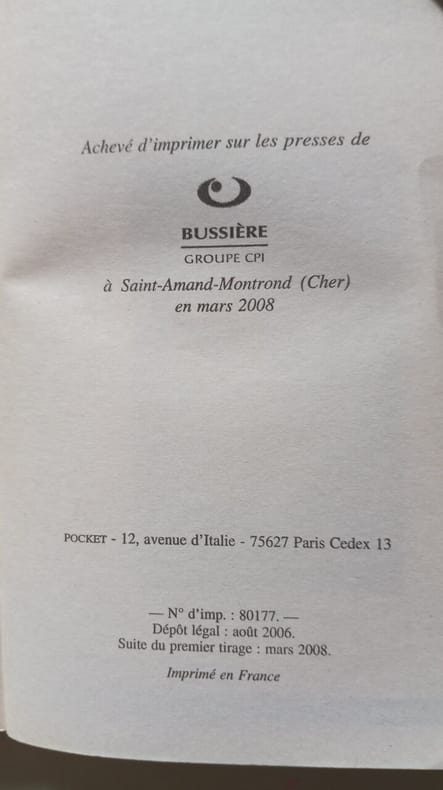 Achevé d'imprimer sur les presses de
BUSSIÈRE
GROUPE CPI
à Saint-Amand-Montrond (Cher)
en mars 2008
POCKET - 12, avenue d'Italie - 75627 Paris Cedex 13
— N° d'imp. : 80177. —
Dépôt légal : août 2006.
Suite du premier tirage : mars 2008.
Imprimé en France